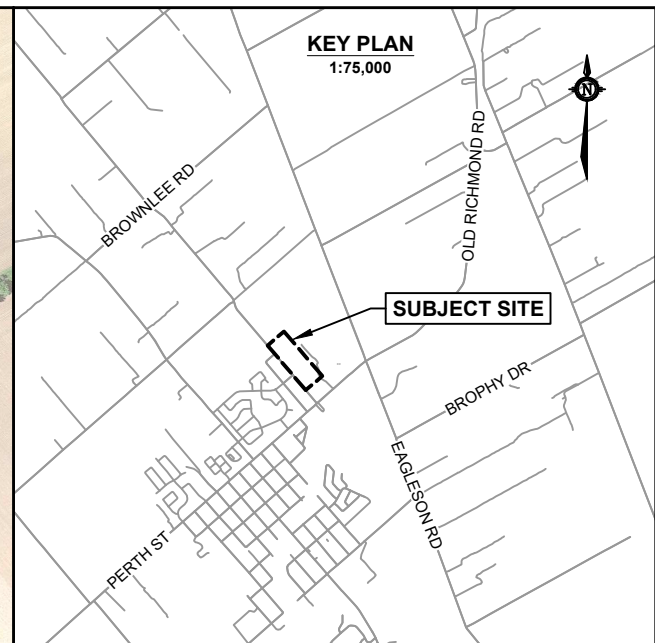 KEY PLAN
1:75,000
N
BROWNLEE RD
OLD RICHMOND RD
SUBJECT SITE
BROPHY DR
EAGLESON RD
PERTH ST